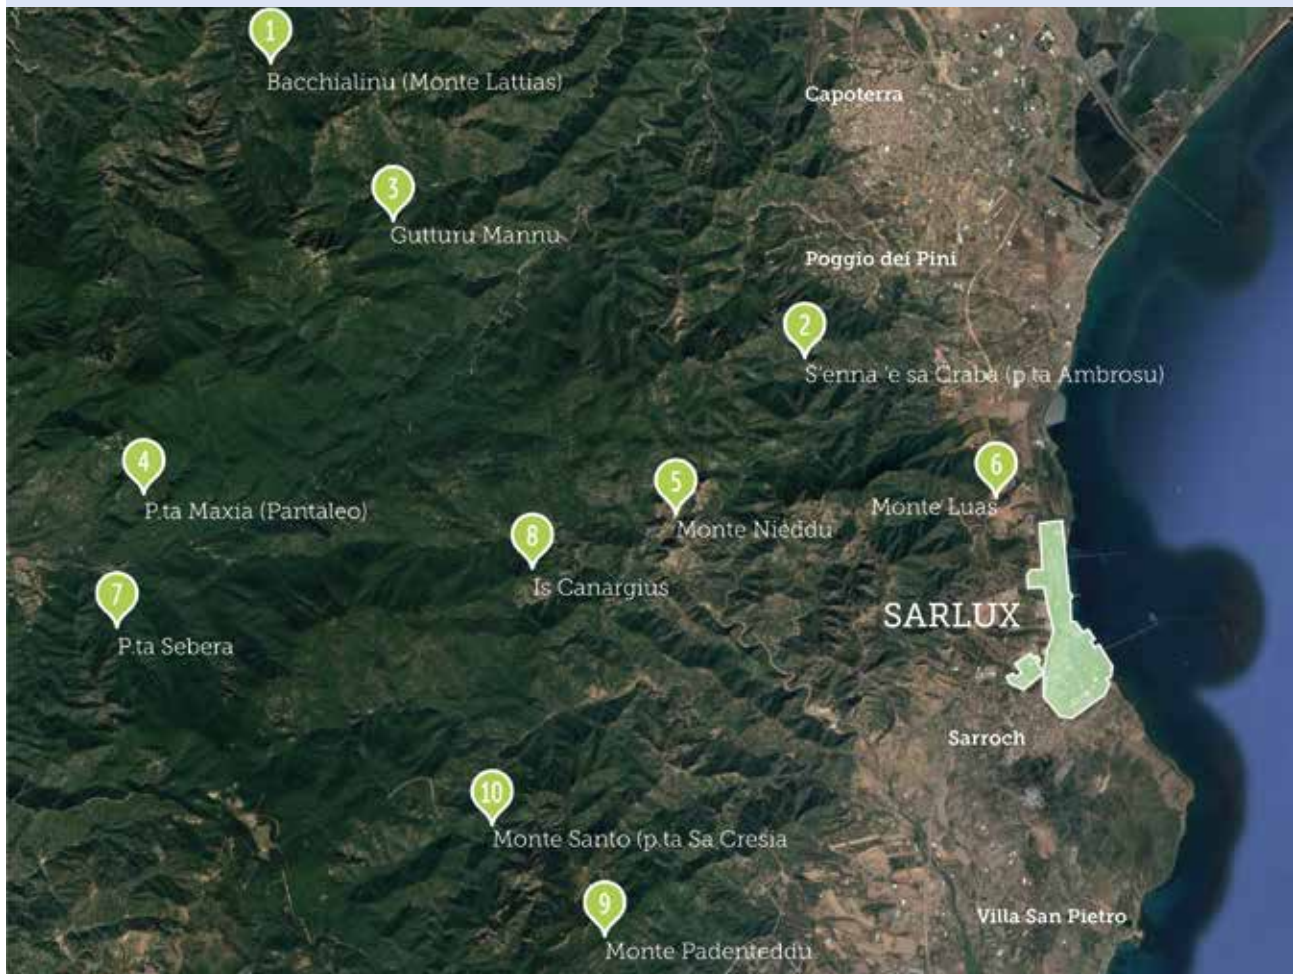 1
Bacchialinu (Monte Lattias)
Capoterra
3
Gutturu Mannu
Poggio dei Pini
2
S'enna 'e sa Craba (p.ta Ambrosu)
4
P.ta Maxia (Pantaleo)
5
Monte Nieddu
6
Monte Luas
8
Is Canargius
7
P.ta Sebera
SARLUX
Sarroch
10
Monte Santo (p.ta Sa Cresia
9
Monte Padenteddu
Villa San Pietro